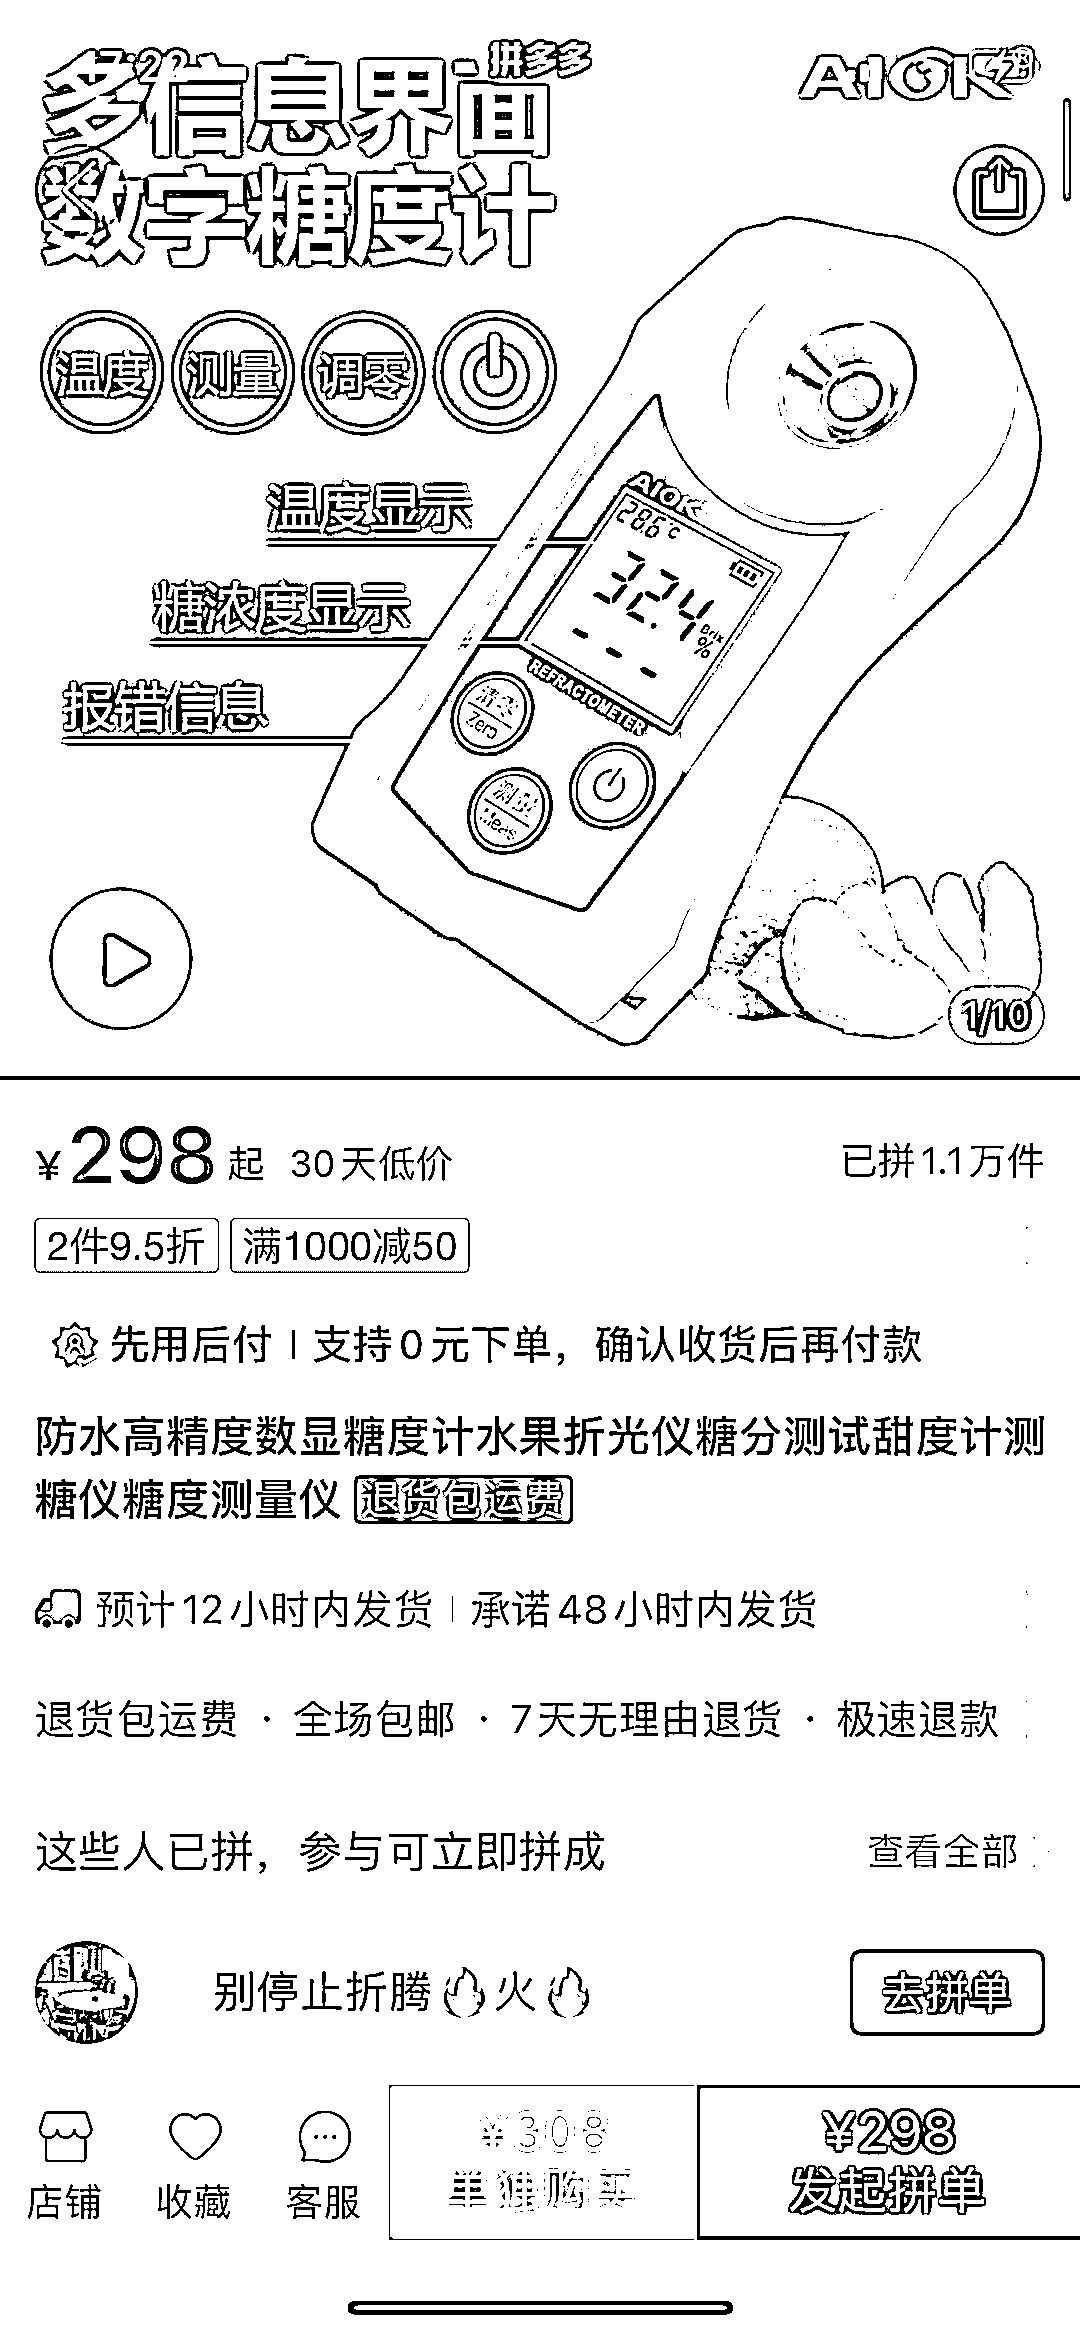 多信息界面
拼多多
AIOK
数字糖度计
温度 测量 调零
温度显示
糖浓度显示
报错信息
AIOK
28.6℃
32.4
Brix
%
REFRACTOMETER
Zero
Meas
1/10
¥298起 30天低价 已拼1.1万件
2件9.5折 满1000减50
先用后付 | 支持0元下单，确认收货后再付款
防水高精度数显糖度计水果折光仪糖分测试甜度计测
糖仪糖度测量仪 退货包运费
预计12小时内发货 | 承诺48小时内发货
退货包运费 · 全场包邮 · 7天无理由退货 · 极速退款
这些人已拼，参与可立即拼成 查看全部
别停止折腾🔥火🔥 去拼单
¥308 ¥298
店铺 收藏 客服 单独购买 发起拼单